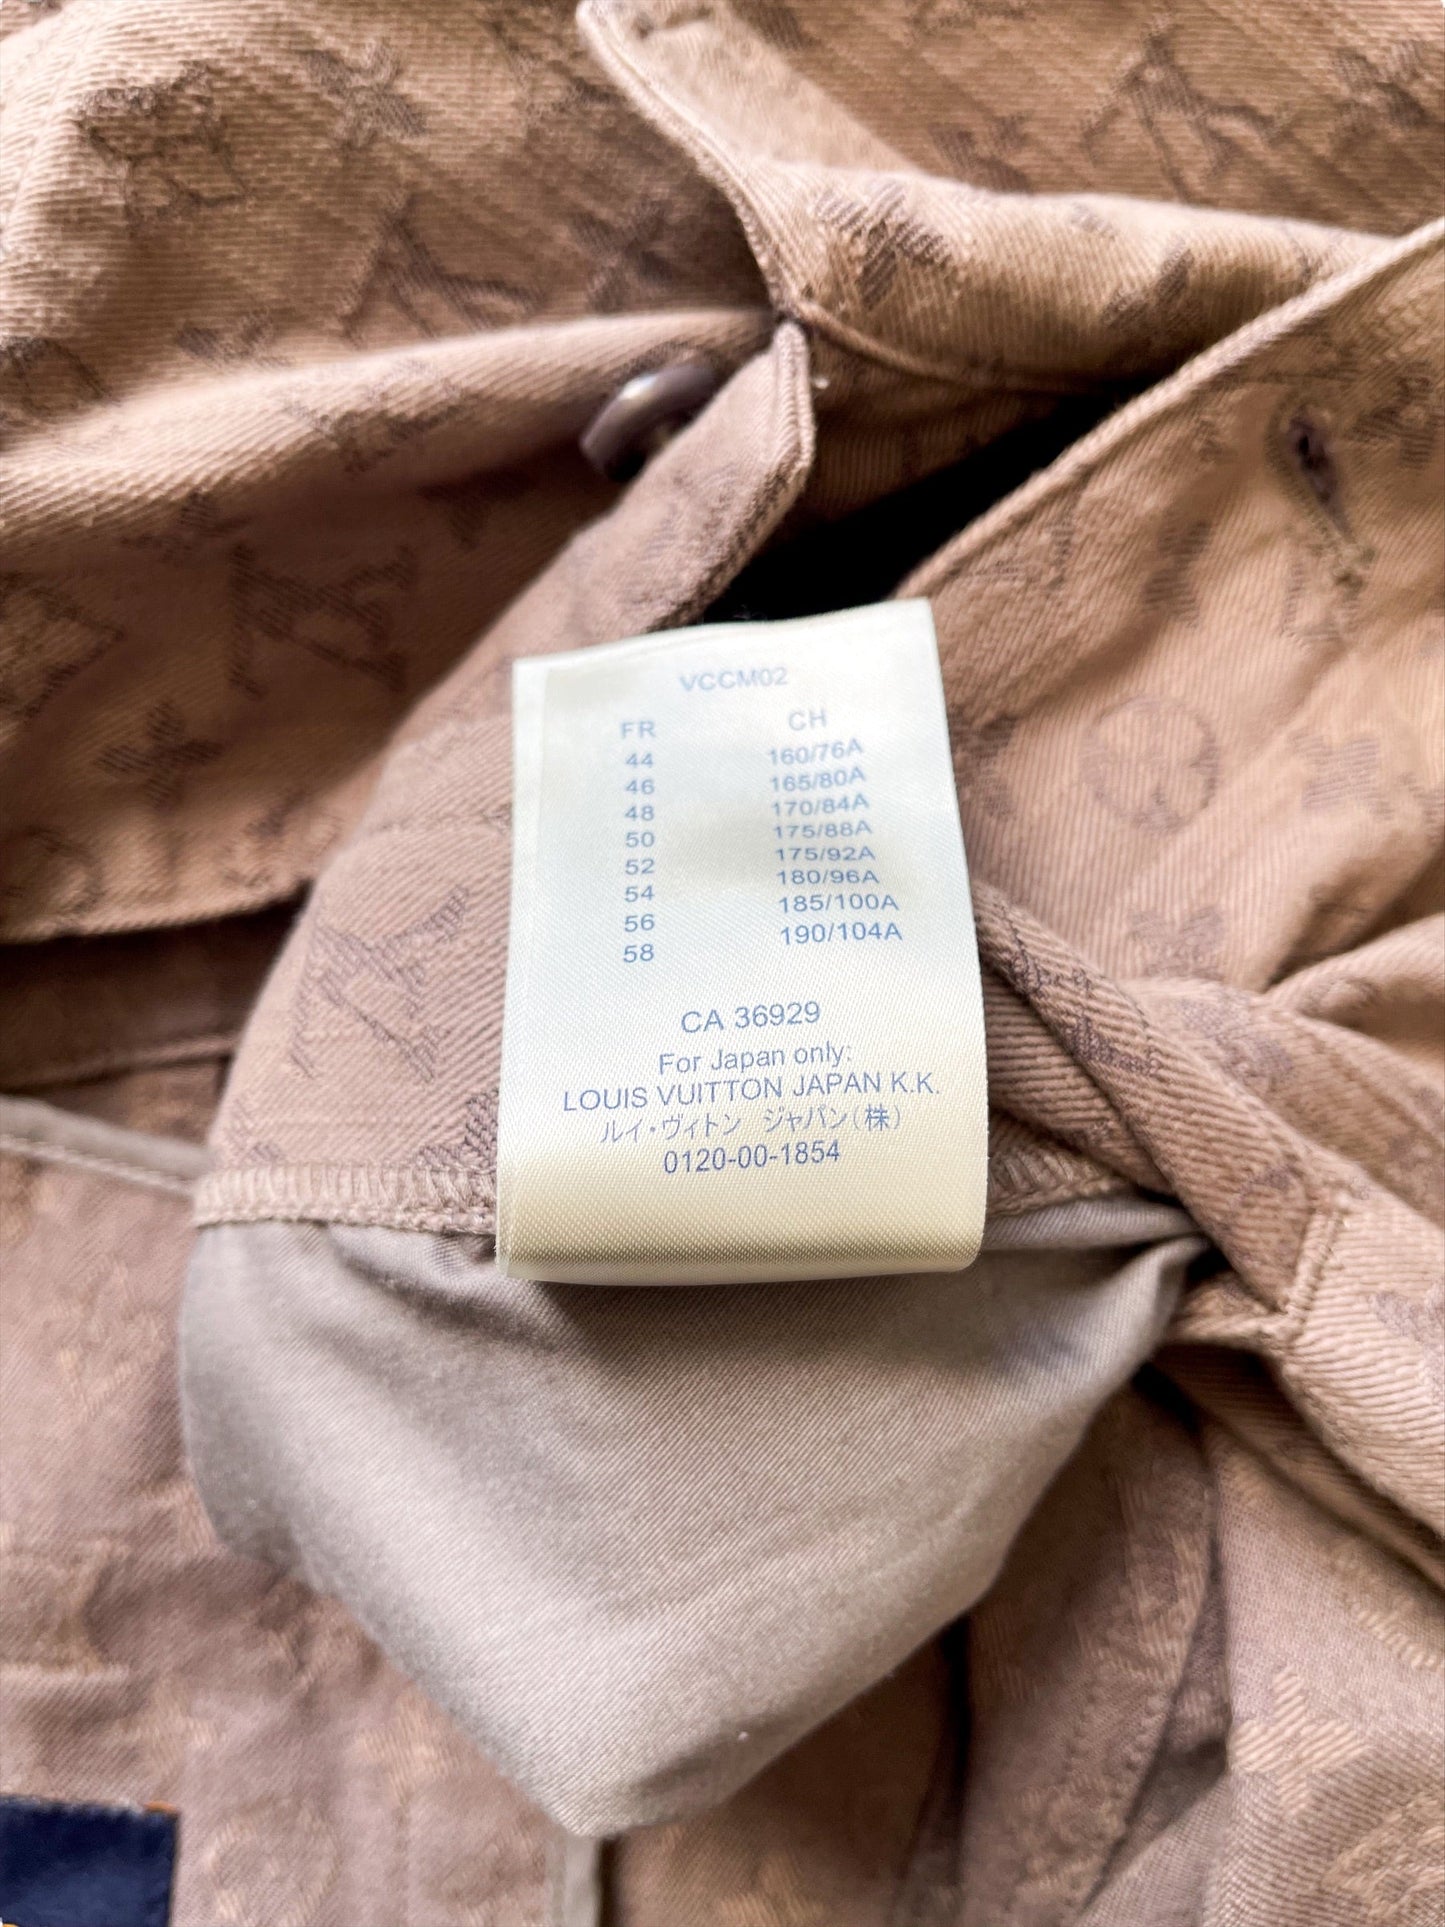 VCCM02
FR CH
44 160/76A
46 165/80A
48 170/84A
50 175/88A
52 175/92A
54 180/96A
56 185/100A
58 190/104A
CA 36929
For Japan only:
LOUIS VUITTON JAPAN K.K.
ルイ・ヴィトン ジャパン(株)
0120-00-1854